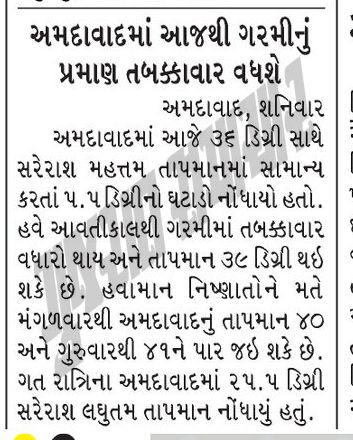 અમદાવાદમાં આજથી ગરમીનું
પ્રમાણ તબક્કાવાર વધશે
અમદાવાદ, શનિવાર
અમદાવાદમાં આજે ૩૬ ડિગ્રી સાથે
સરેરાશ મહત્તમ તાપમાનમાં સામાન્ય
કરતાં ૫.૫ ડિગ્રીનો ઘટાડો નોંધાયો હતો.
હવે આવતીકાલથી ગરમીમાં તબક્કાવાર
વધારો થાય અને તાપમાન ૩૯ ડિગ્રી થઇ
શકે છે. હવામાન નિષ્ણાતોને મતે
મંગળવારથી અમદાવાદનું તાપમાન ૪૦
અને ગુરુવારથી ૪૧ને પાર જઇ શકે છે.
ગત રાત્રિના અમદાવાદમાં ૨૫.૫ ડિગ્રી
સરેરાશ લઘુતમ તાપમાન નોંધાયું હતું.